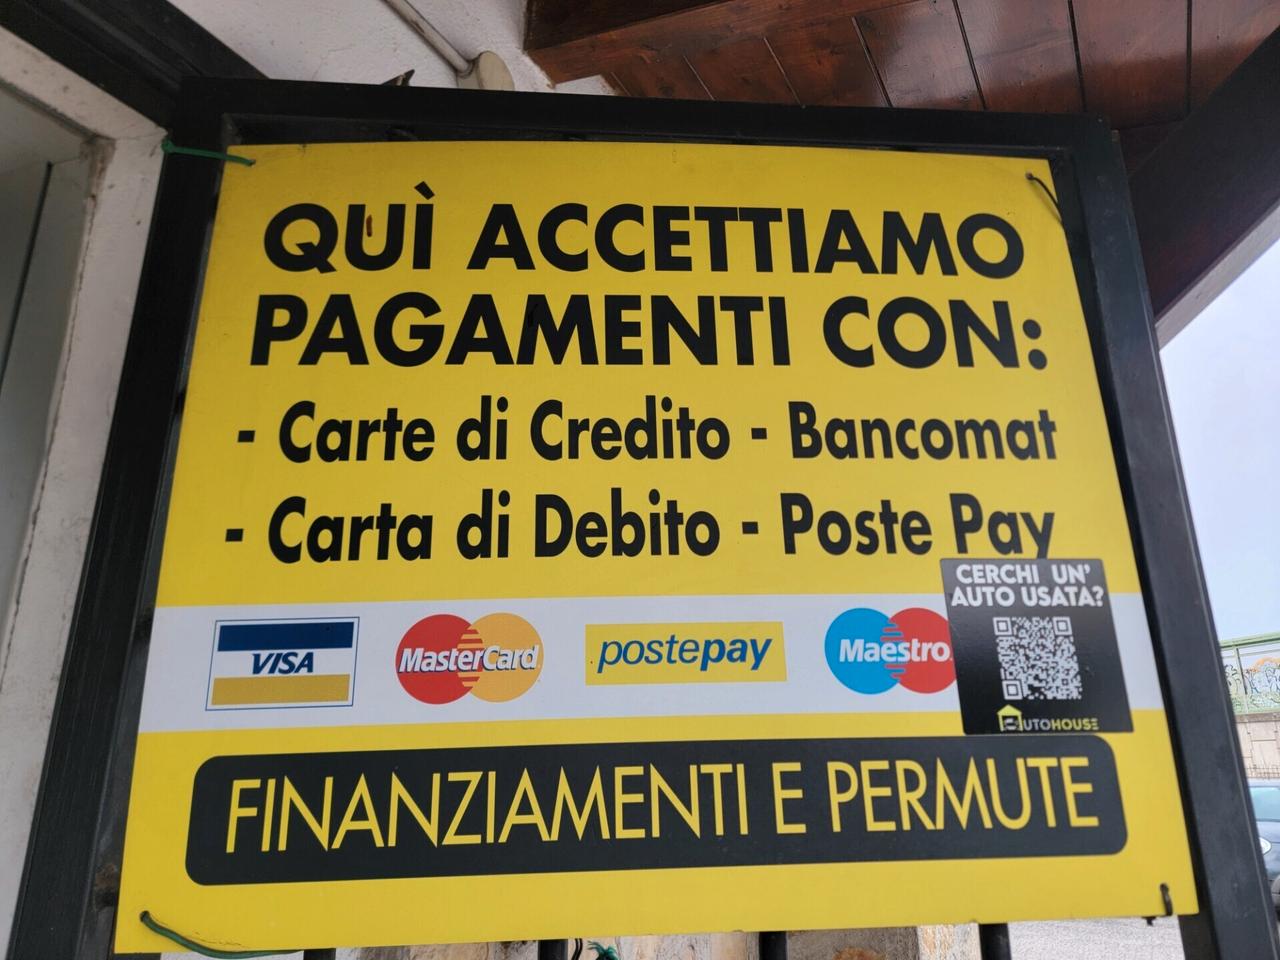 QUÌ ACCETTIAMO
PAGAMENTI CON:
- Carte di Credito - Bancomat
- Carta di Debito - Poste Pay
VISA MasterCard postepay Maestro
CERCHI UN'
AUTO USATA?
AUTOHOUSE
FINANZIAMENTI E PERMUTE